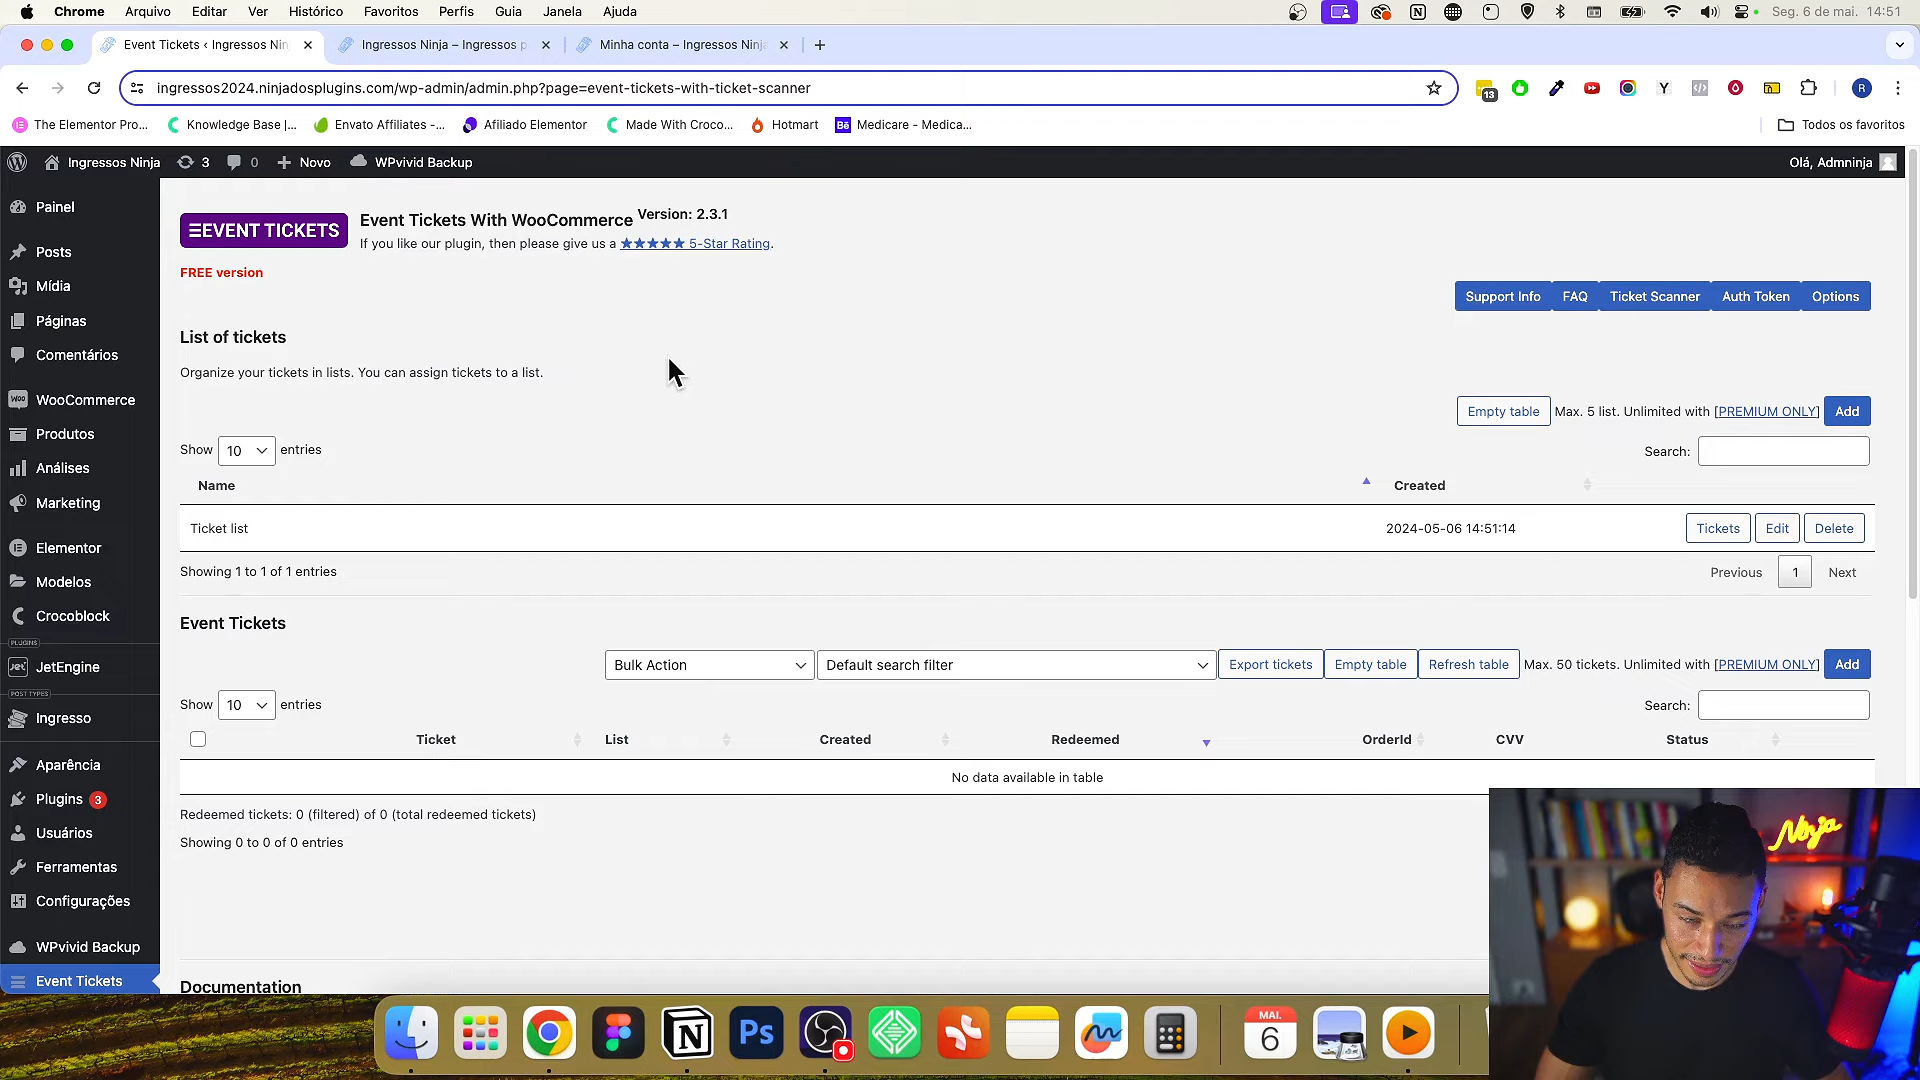 Chrome Arquivo Editar Ver Histórico Favoritos Perfis Guia Janela Ajuda Seg. 6 de mai. 14:51
Event Tickets ‹ Ingressos Nin Ingressos Ninja – Ingressos p Minha conta – Ingressos Ninj
ingressos2024.ninjadosplugins.com/wp-admin/admin.php?page=event-tickets-with-ticket-scanner 13 R
The Elementor Pro... Knowledge Base |... Envato Affiliates -... Afiliado Elementor Made With Croco... Hotmart Bē Medicare - Medica... Todos os favoritos
Ingressos Ninja 3 0 Novo WPvivid Backup Olá, Admninja
Painel
Posts
Mídia
Páginas
Comentários
WooCommerce
Produtos
Análises
Marketing
Elementor
Modelos
Crocoblock
PLUGINS
JetEngine
POST TYPES
Ingresso
Aparência
Plugins 3
Usuários
Ferramentas
Configurações
WPvivid Backup
Event Tickets
EVENT TICKETS
Event Tickets With WooCommerce Version: 2.3.1
If you like our plugin, then please give us a ★★★★★ 5-Star Rating.
FREE version
Support Info FAQ Ticket Scanner Auth Token Options
List of tickets
Organize your tickets in lists. You can assign tickets to a list.
Empty table Max. 5 list. Unlimited with [PREMIUM ONLY] Add
Show 10 entries Search:
Name Created
Ticket list 2024-05-06 14:51:14 Tickets Edit Delete
Showing 1 to 1 of 1 entries Previous 1 Next
Event Tickets
Bulk Action Default search filter Export tickets Empty table Refresh table Max. 50 tickets. Unlimited with [PREMIUM ONLY] Add
Show 10 entries Search:
Ticket List Created Redeemed OrderId CVV Status
No data available in table
Redeemed tickets: 0 (filtered) of 0 (total redeemed tickets)
Showing 0 to 0 of 0 entries
Documentation
Ninja
Ps
MAI.
6